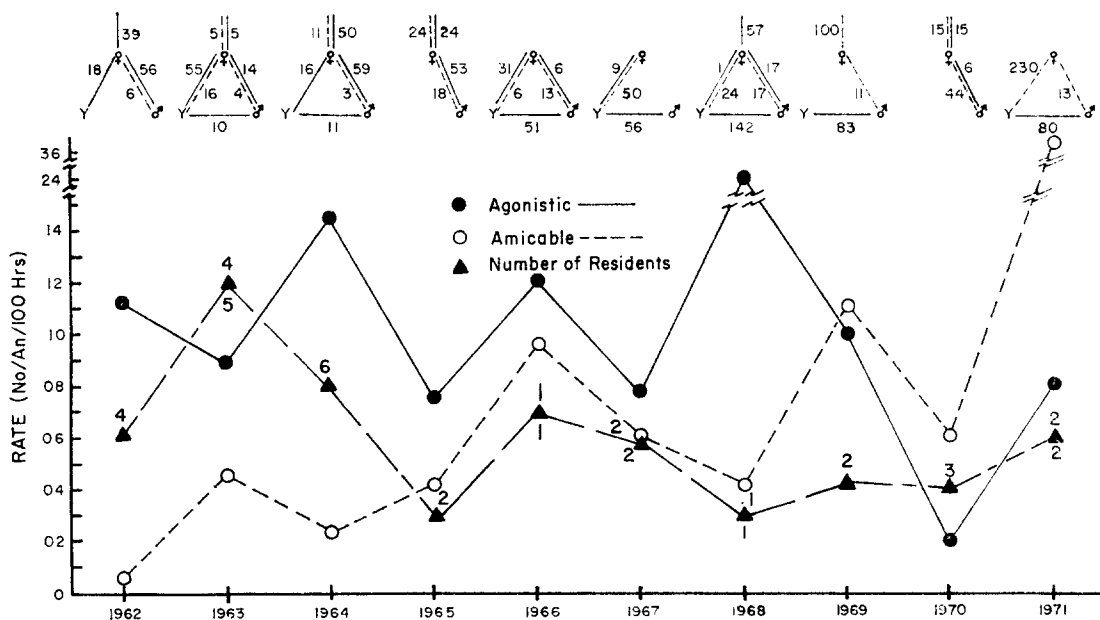 39 51 5 11 50 24 24 57 100 15 15
♀ ♀ ♀ ♀ ♀ ♀ ♀ ♀ ♀ ♀
18 56 55 14 16 59 53 31 6 9 1 17 6 230
6 16 4 3 18 6 13 50 24 17 11 44 13
Y ♂ Y ♂ Y ♂ ♂ Y ♂ Y ♂ Y ♂ Y ♂ ♂ Y ♂
10 11 51 56 142 83 80
36
24
14
12
10
08
06
04
02
0
RATE (No/An/100 Hrs)
Agonistic
Amicable
Number of Residents
4
4
5
6
2
2
2
2
3
2
2
1962 1963 1964 1965 1966 1967 1968 1969 1970 1971